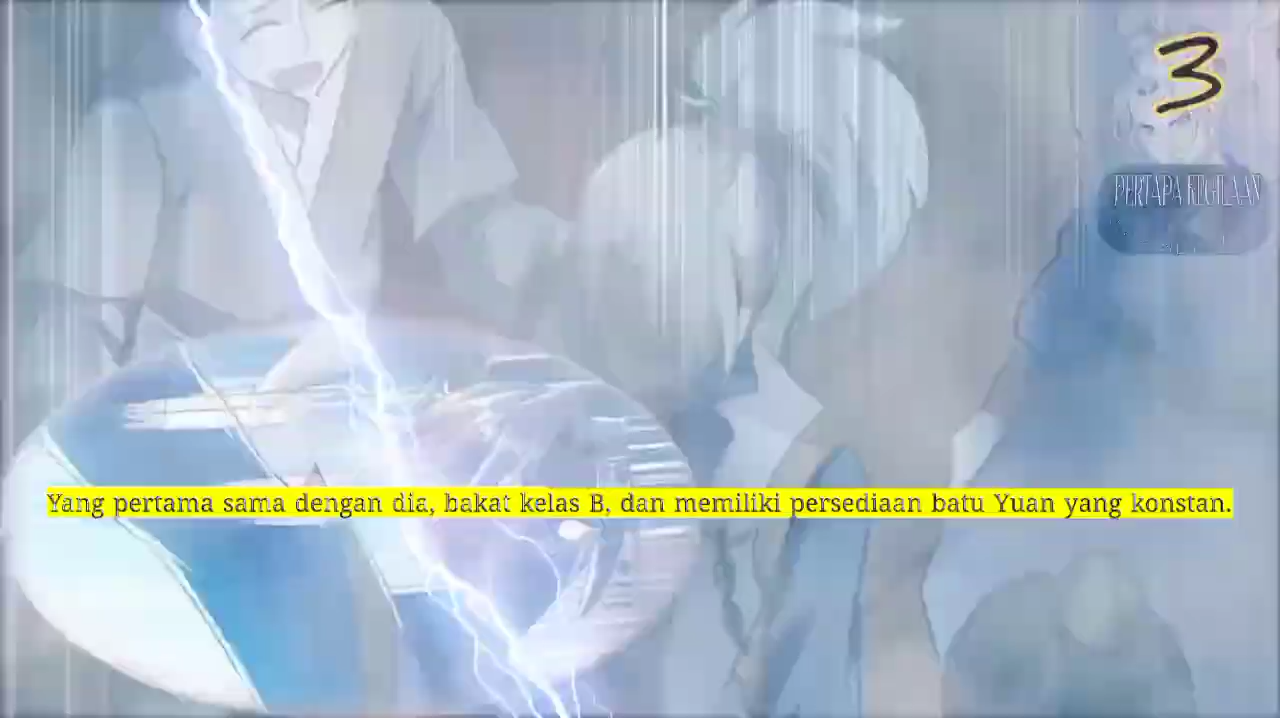 3
PERTAPA KEGILAAN
Yang pertama sama dengan dia, bakat kelas B, dan memiliki persediaan batu Yuan yang konstan.